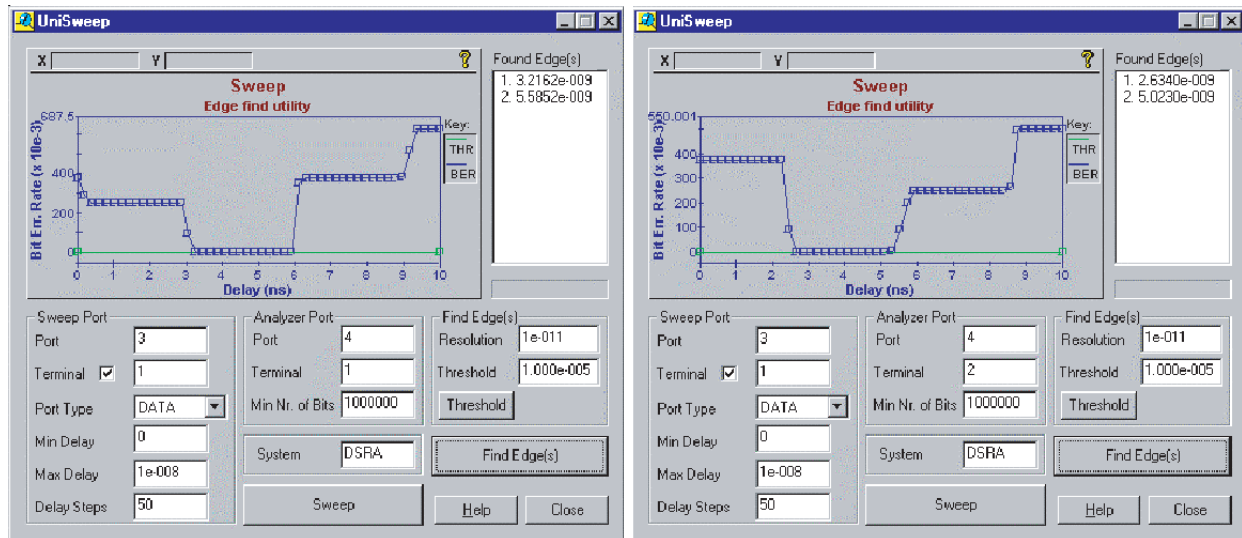 UniSweep
X Y ?
Found Edge(s)
1. 3.2162e-009
2. 5.5852e-009
Sweep
Edge find utility
Bit Err. Rate (x 10e-3)
687.5
400
200
0
0 1 2 3 4 5 6 7 8 9 10
Delay (ns)
Key:
THR
BER
Sweep Port
Port 3
Terminal 1
Port Type DATA
Min Delay 0
Max Delay 1e-008
Delay Steps 50
Analyzer Port
Port 4
Terminal 1
Min Nr. of Bits 1000000
System DSRA
Sweep
Find Edge(s)
Resolution 1e-011
Threshold 1.000e-005
Threshold
Find Edge(s)
Help Close
UniSweep
X Y ?
Found Edge(s)
1. 2.6340e-009
2. 5.0230e-009
Sweep
Edge find utility
Bit Err. Rate (x 10e-3)
550.001
400
300
200
100
0
0 1 2 3 4 5 6 7 8 9 10
Delay (ns)
Key:
THR
BER
Sweep Port
Port 3
Terminal 1
Port Type DATA
Min Delay 0
Max Delay 1e-008
Delay Steps 50
Analyzer Port
Port 4
Terminal 2
Min Nr. of Bits 1000000
System DSRA
Sweep
Find Edge(s)
Resolution 1e-011
Threshold 1.000e-005
Threshold
Find Edge(s)
Help Close